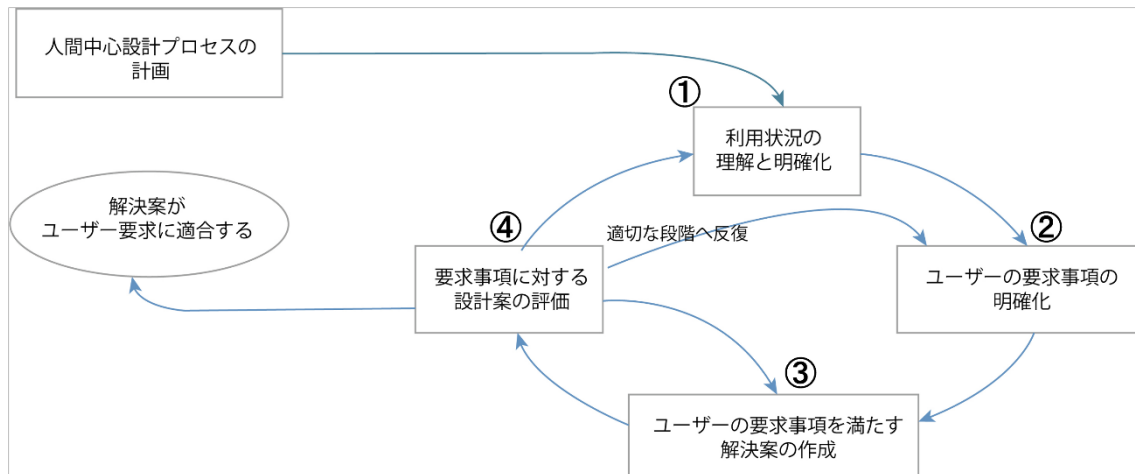 人間中心設計プロセスの
計画
①
利用状況の
理解と明確化
解決案が
ユーザー要求に適合する
④
適切な段階へ反復
②
要求事項に対する
設計案の評価
ユーザーの要求事項の
明確化
③
ユーザーの要求事項を満たす
解決案の作成